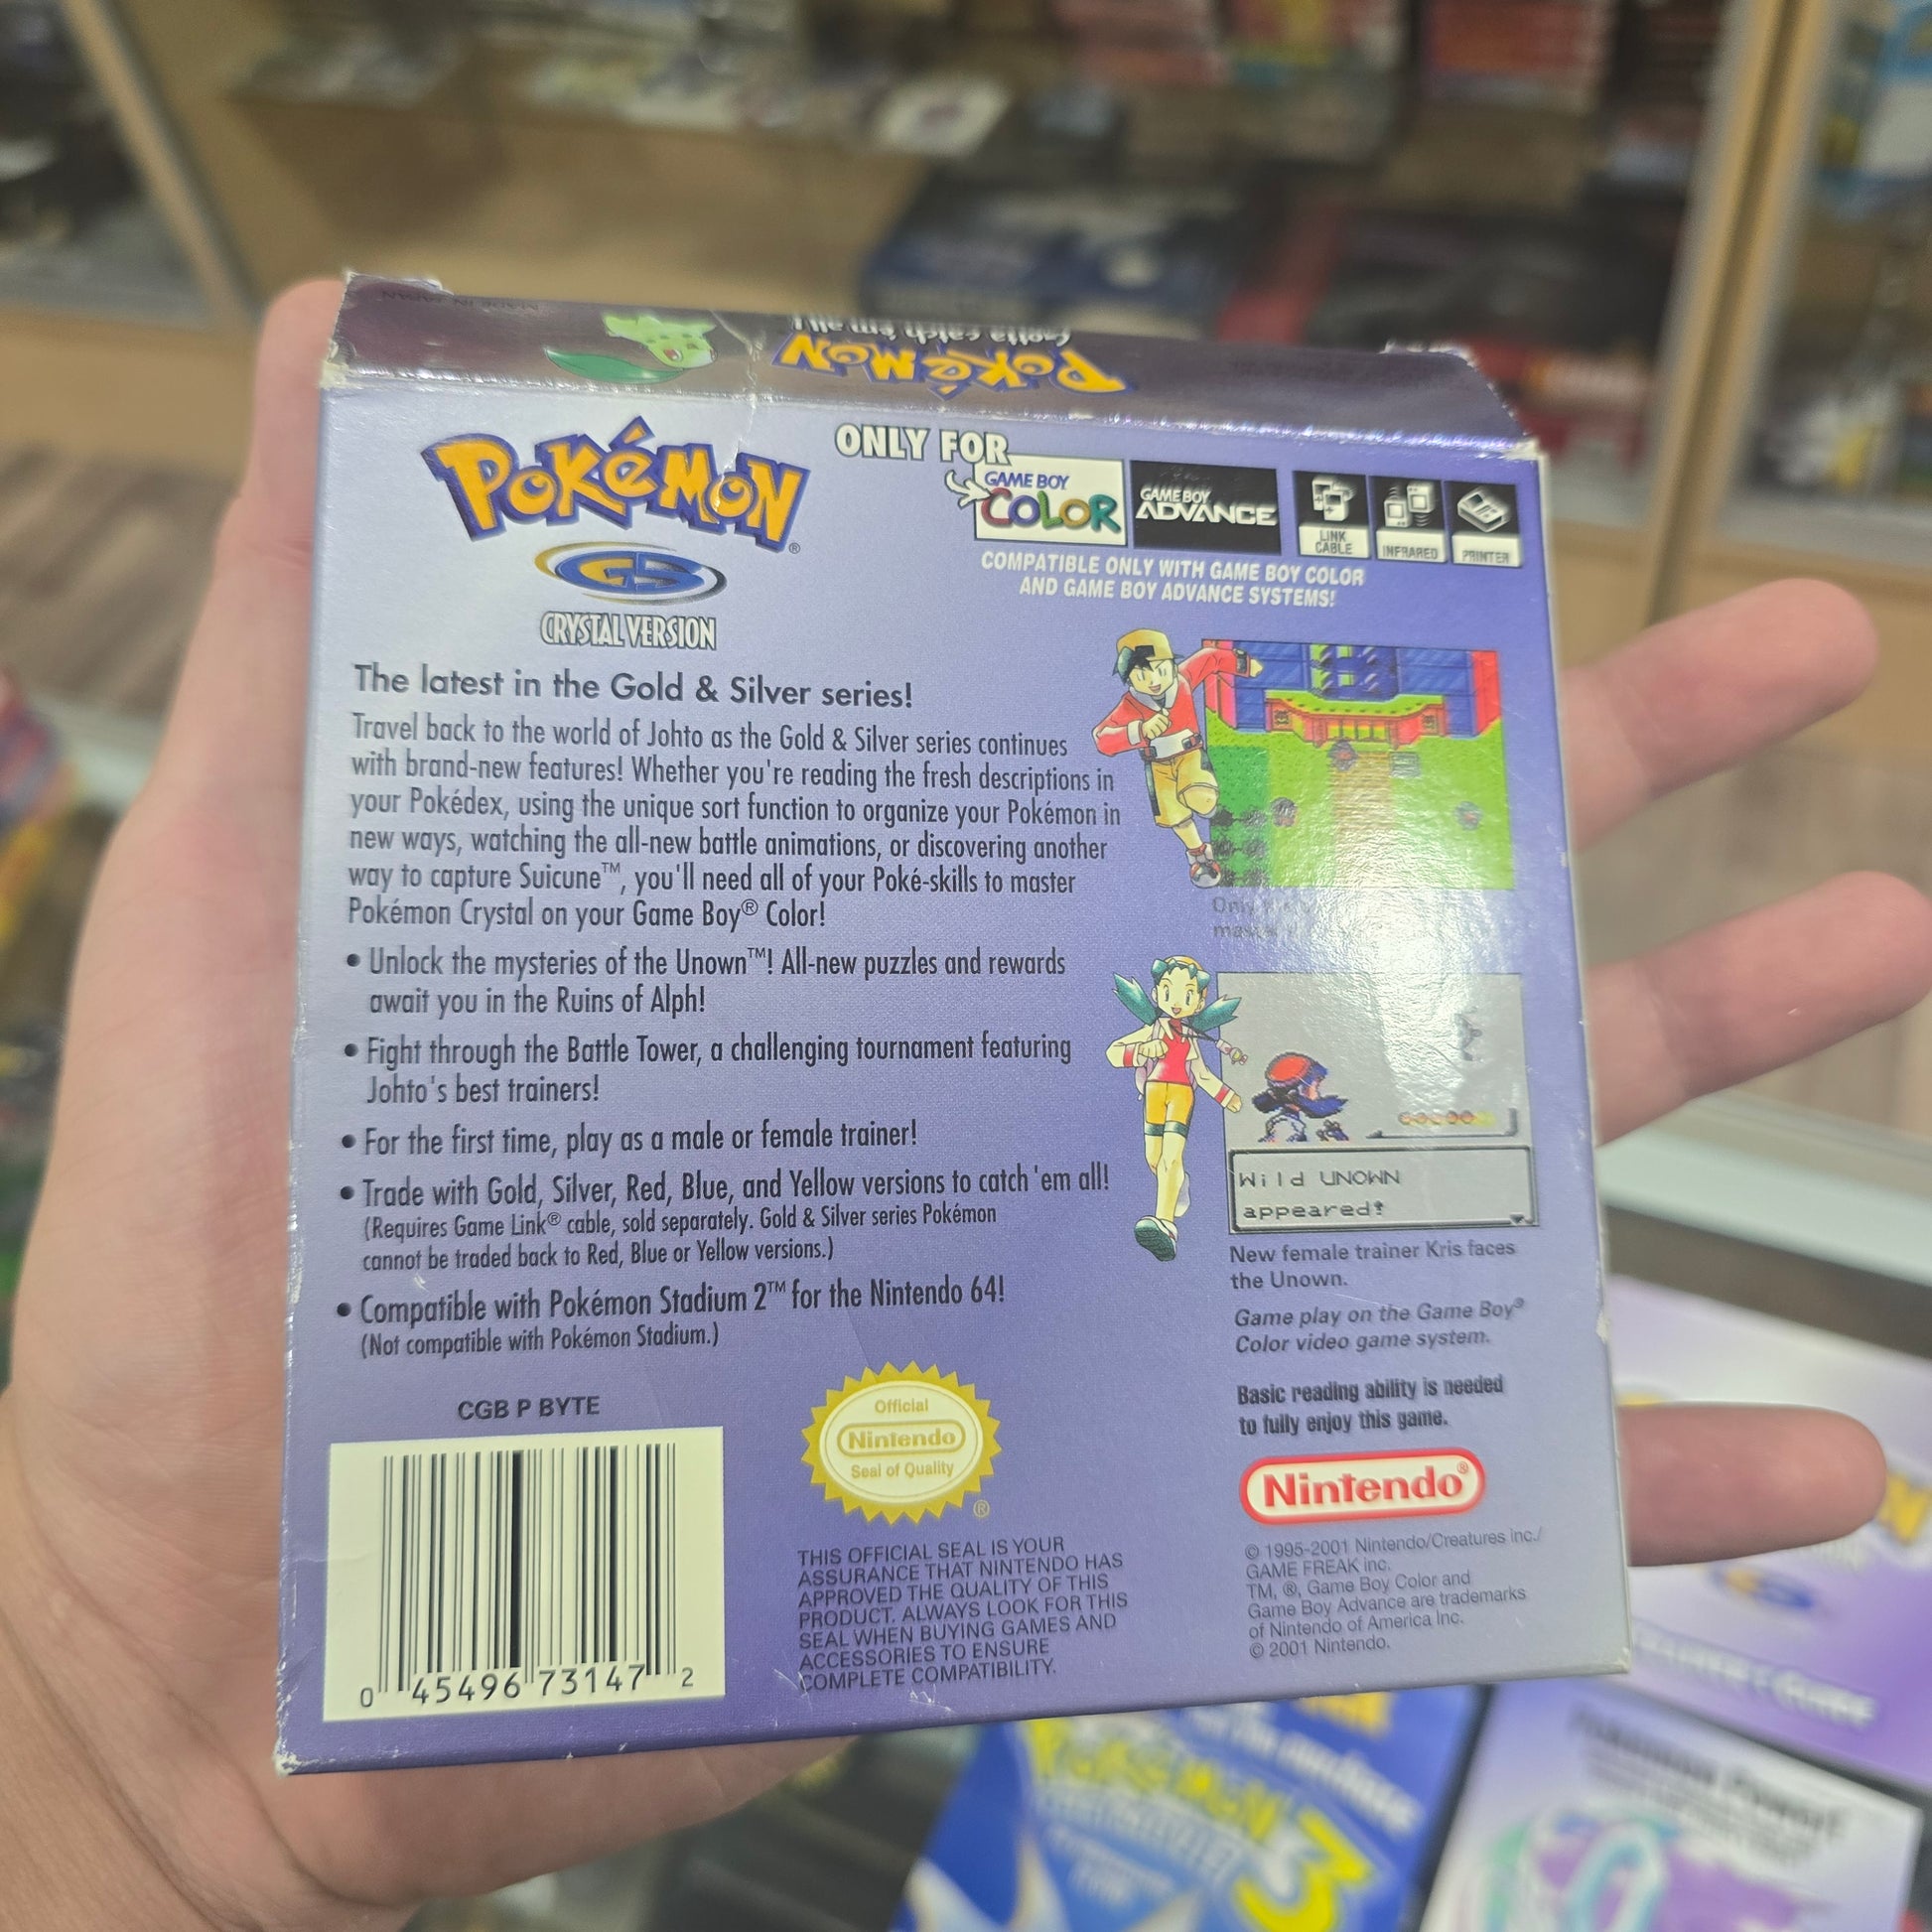 MADE IN JAPAN
Gotta catch 'em all!
POKéMON
POKéMON®
GS
CRYSTAL VERSION
ONLY FOR
GAME BOY
COLOR
GAME BOY
ADVANCE
LINK
CABLE
INFRARED
PRINTER
COMPATIBLE ONLY WITH GAME BOY COLOR
AND GAME BOY ADVANCE SYSTEMS!
The latest in the Gold & Silver series!
Travel back to the world of Johto as the Gold & Silver series continues
with brand-new features! Whether you're reading the fresh descriptions in
your Pokédex, using the unique sort function to organize your Pokémon in
new ways, watching the all-new battle animations, or discovering another
way to capture Suicune™, you'll need all of your Poké-skills to master
Pokémon Crystal on your Game Boy® Color!
• Unlock the mysteries of the Unown™! All-new puzzles and rewards
await you in the Ruins of Alph!
• Fight through the Battle Tower, a challenging tournament featuring
Johto's best trainers!
• For the first time, play as a male or female trainer!
• Trade with Gold, Silver, Red, Blue, and Yellow versions to catch 'em all!
(Requires Game Link® cable, sold separately. Gold & Silver series Pokémon
cannot be traded back to Red, Blue or Yellow versions.)
• Compatible with Pokémon Stadium 2™ for the Nintendo 64!
(Not compatible with Pokémon Stadium.)
Only
Wild UNOWN
appeared!
New female trainer Kris faces
the Unown.
Game play on the Game Boy®
Color video game system.
Basic reading ability is needed
to fully enjoy this game.
Nintendo®
© 1995-2001 Nintendo/Creatures inc./
GAME FREAK inc.
TM, ®, Game Boy Color and
Game Boy Advance are trademarks
of Nintendo of America Inc.
© 2001 Nintendo.
CGB P BYTE
0 45496 73147 2
Official
Nintendo
Seal of Quality
®
THIS OFFICIAL SEAL IS YOUR
ASSURANCE THAT NINTENDO HAS
APPROVED THE QUALITY OF THIS
PRODUCT. ALWAYS LOOK FOR THIS
SEAL WHEN BUYING GAMES AND
ACCESSORIES TO ENSURE
COMPLETE COMPATIBILITY.
TRAINER'S GUIDE
POKéMON 3